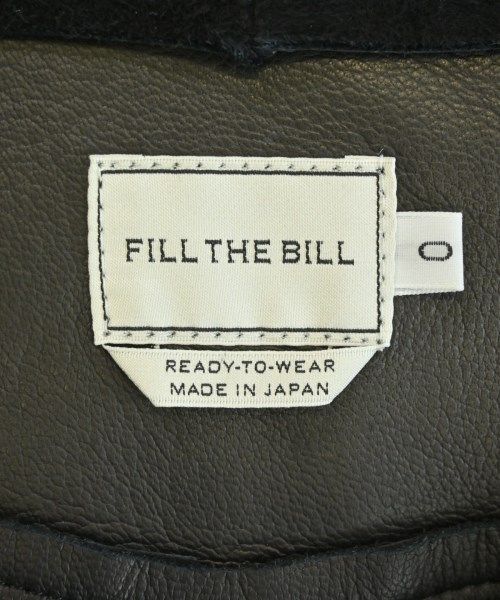 FILL THE BILL
0
READY-TO-WEAR
MADE IN JAPAN